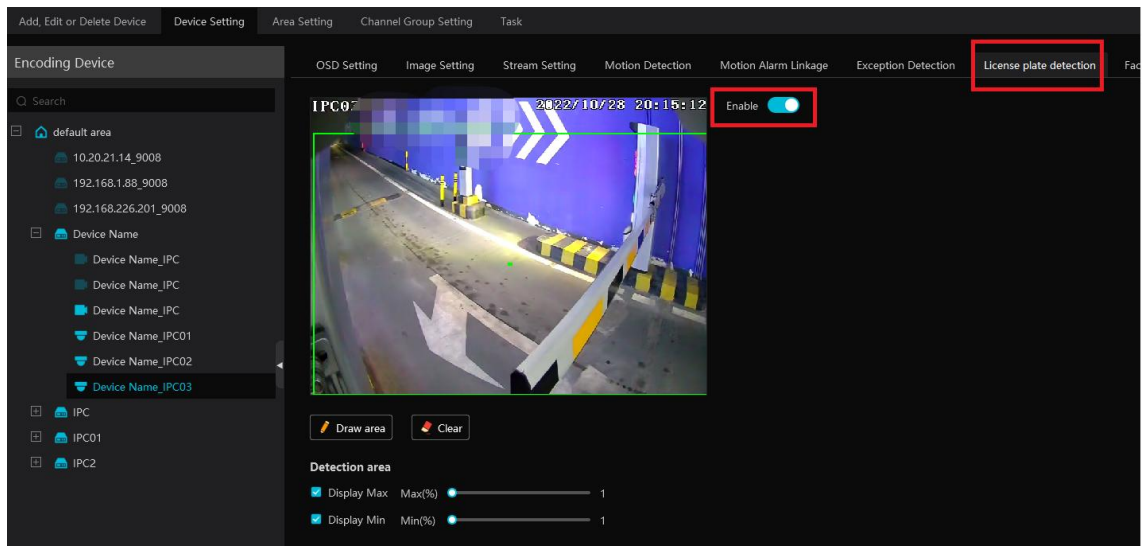 Add, Edit or Delete Device Device Setting Area Setting Channel Group Setting Task
Encoding Device
OSD Setting Image Setting Stream Setting Motion Detection Motion Alarm Linkage Exception Detection License plate detection Fac
Search
IPC03 2022/10/28 20:15:12
Enable
default area
10.20.21.14_9008
192.168.1.88_9008
192.168.226.201_9008
Device Name
Device Name_IPC
Device Name_IPC
Device Name_IPC
Device Name_IPC01
Device Name_IPC02
Device Name_IPC03
IPC
IPC01
IPC2
Draw area Clear
Detection area
Display Max Max(%) 1
Display Min Min(%) 1